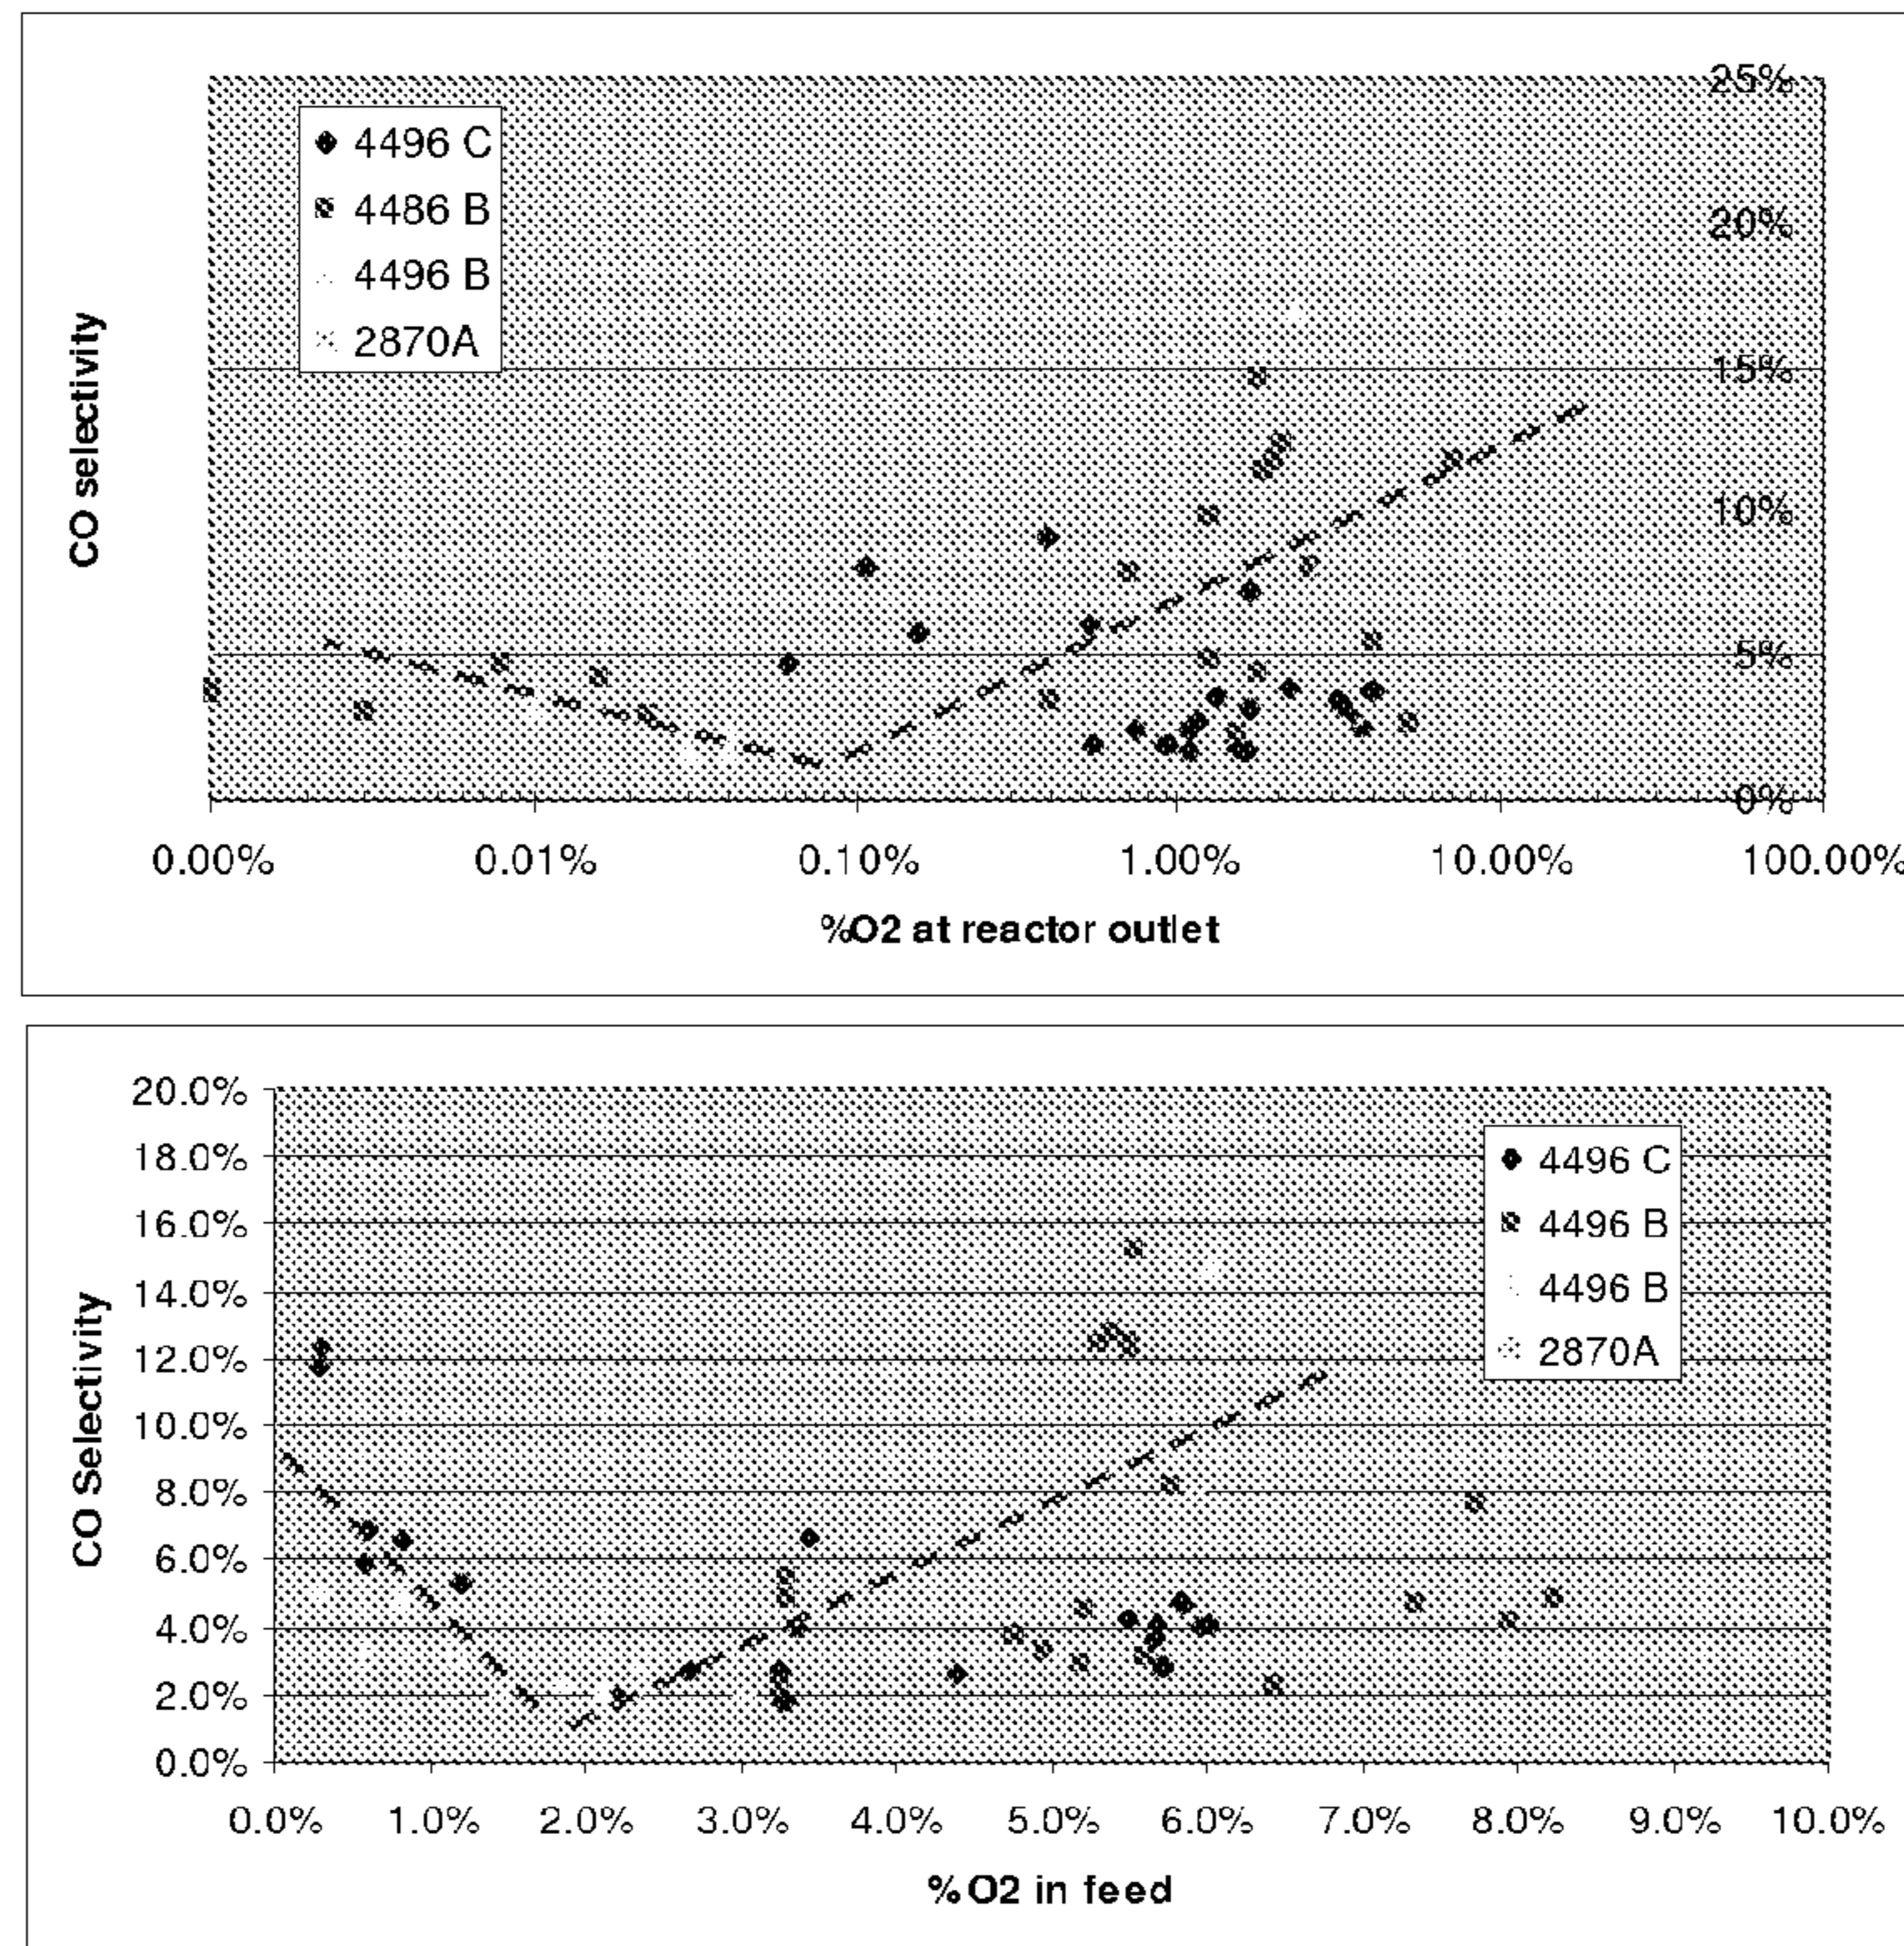 25%
4496 C
4486 B
20%
4496 B
2870A
15%
CO selectivity
10%
5%
0%
0.00% 0.01% 0.10% 1.00% 10.00% 100.00%
%O2 at reactor outlet
20.0%
18.0%
4496 C
16.0%
4496 B
14.0%
4496 B
12.0%
2870A
10.0%
CO Selectivity
8.0%
6.0%
4.0%
2.0%
0.0%
0.0% 1.0% 2.0% 3.0% 4.0% 5.0% 6.0% 7.0% 8.0% 9.0% 10.0%
%O2 in feed